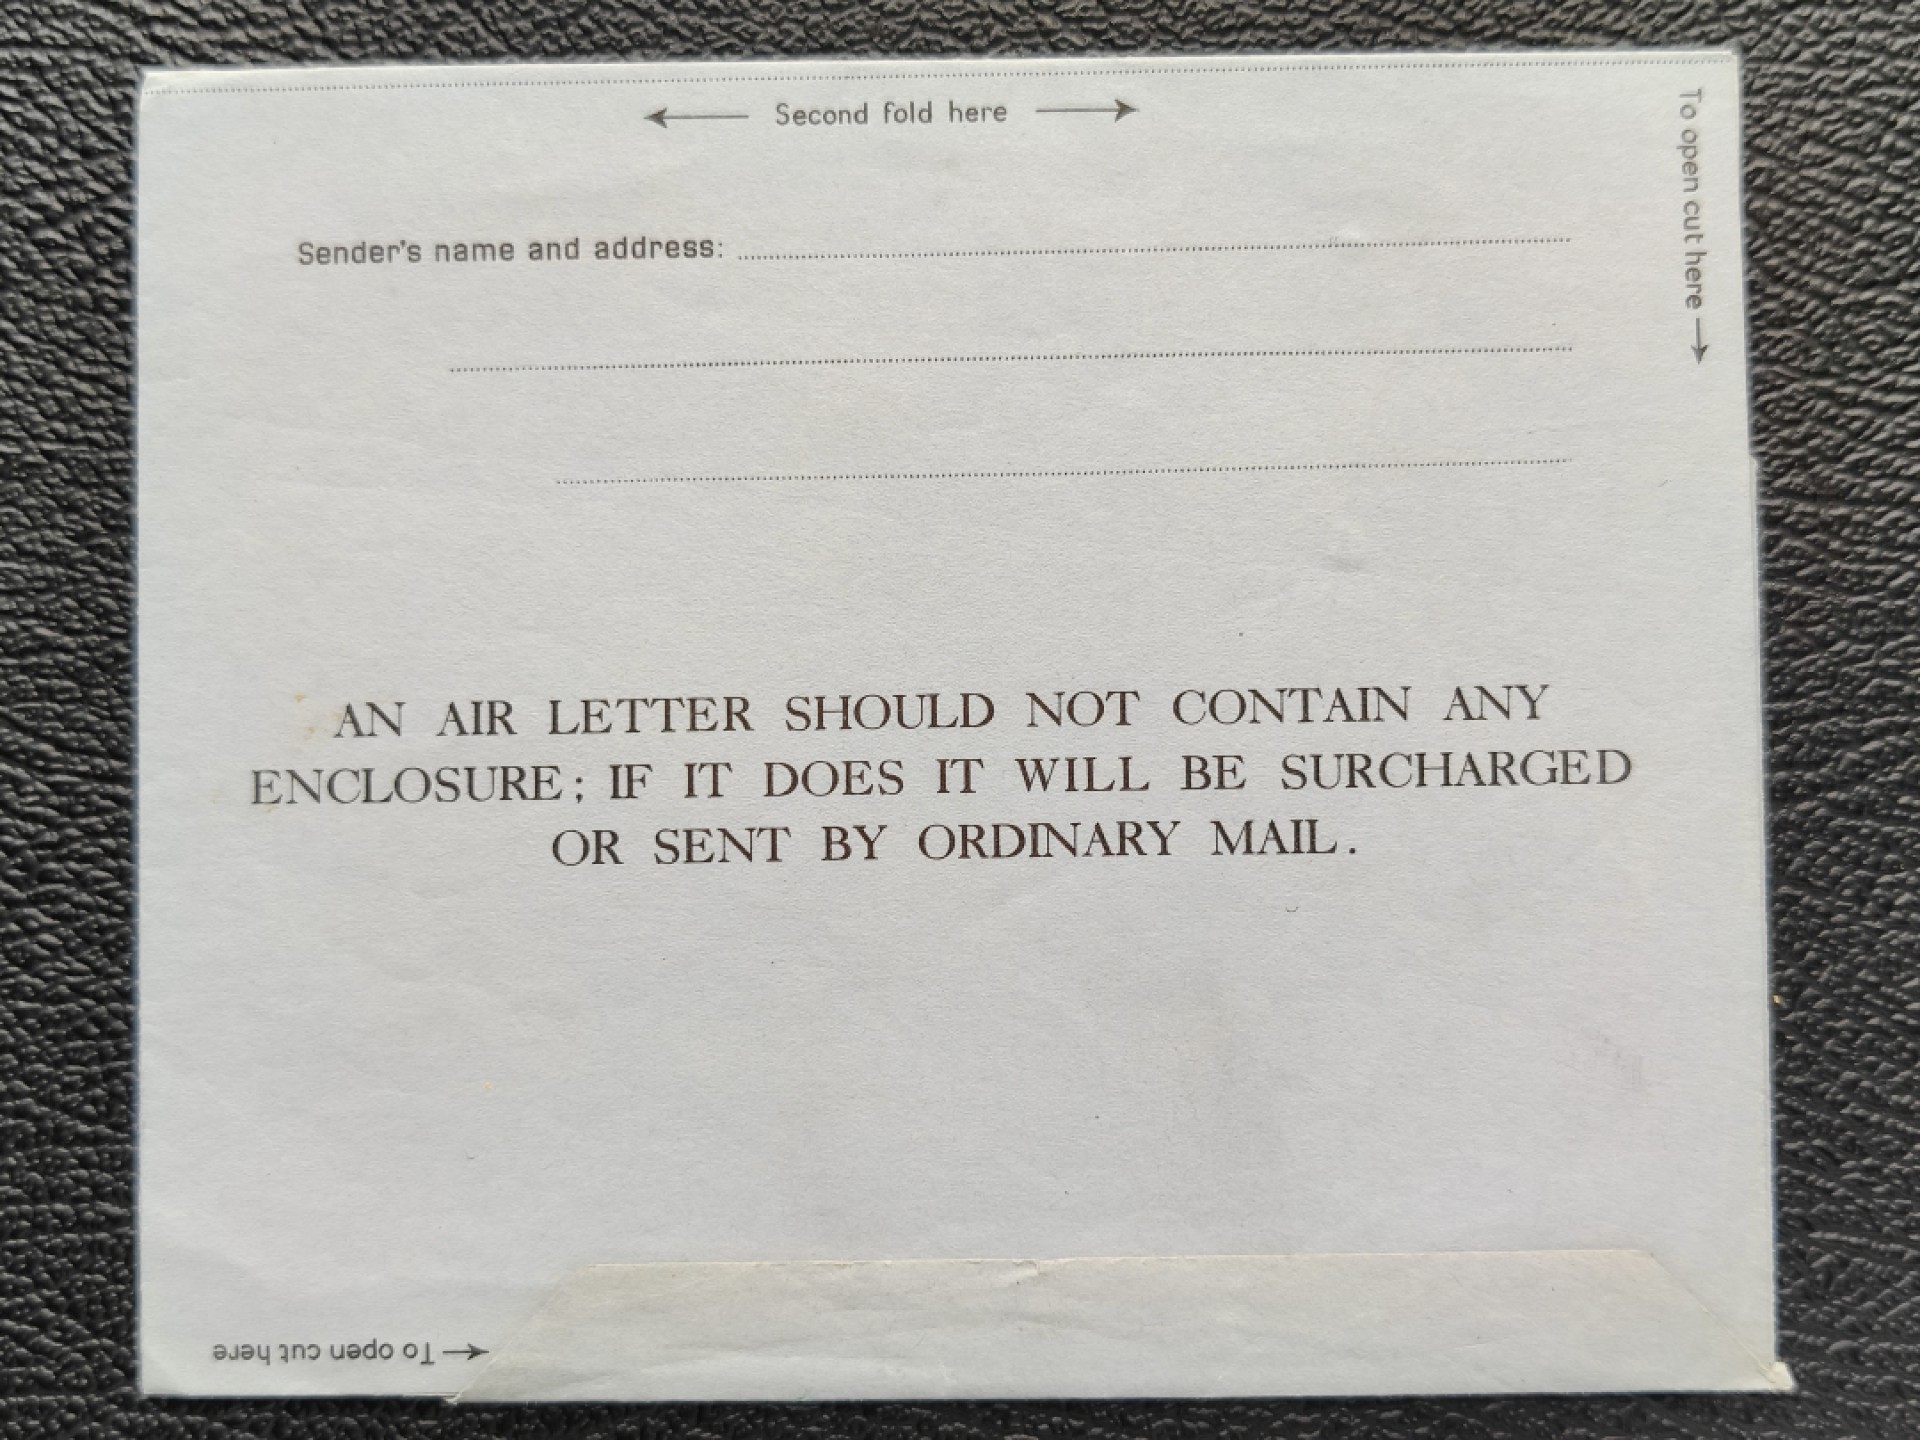 Second fold here
To open cut here
Sender's name and address:
AN AIR LETTER SHOULD NOT CONTAIN ANY
ENCLOSURE; IF IT DOES IT WILL BE SURCHARGED
OR SENT BY ORDINARY MAIL.
To open cut here